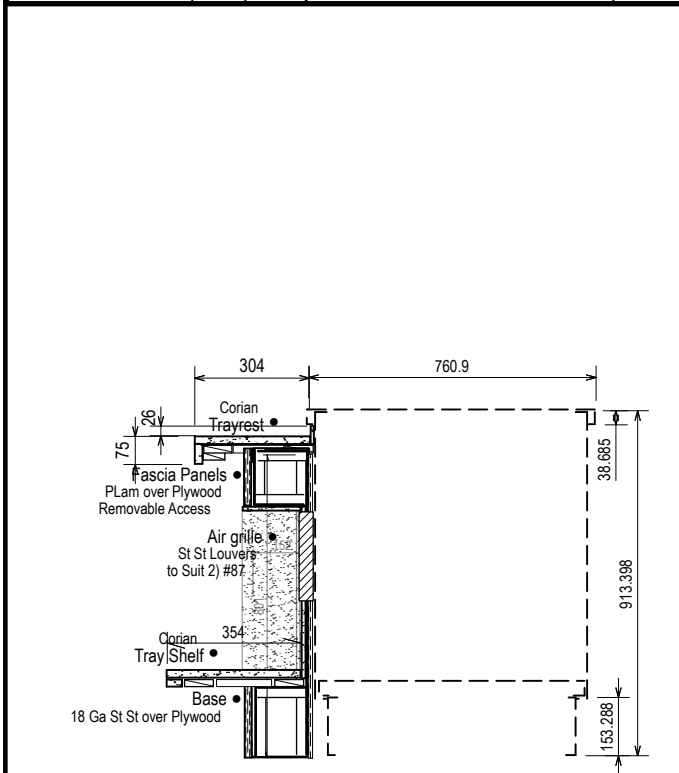 304
760.9
26
Corian
Trayrest
75
38.685
Fascia Panels
PLam over Plywood
Removable Access
Air grille
St St Louvers
to Suit 2) #87
913.398
Corian
354
Tray Shelf
Base
18 Ga St St over Plywood
153.288